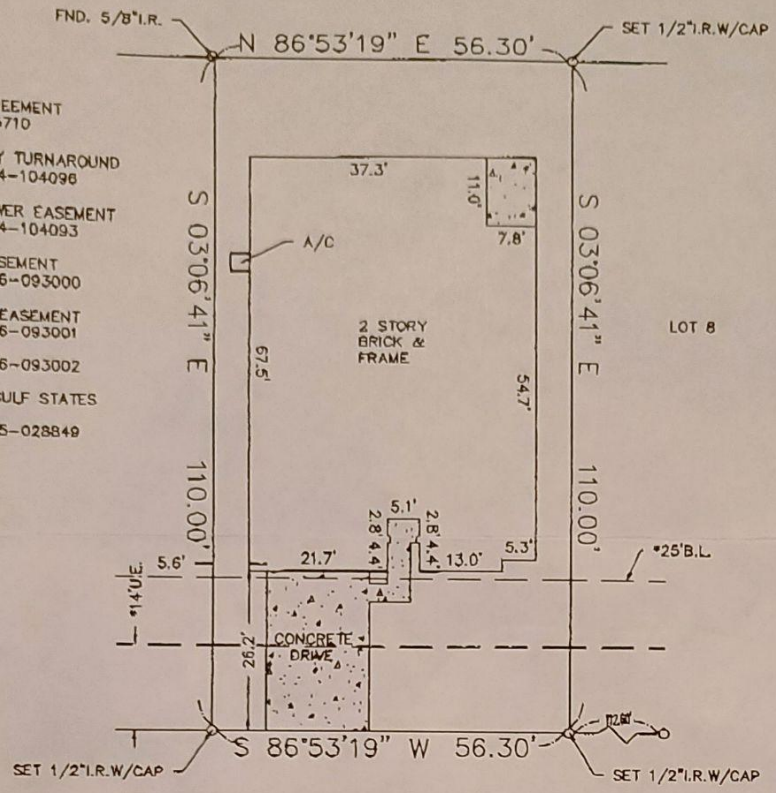 FND. 5/8"I.R.
N 86°53'19" E 56.30'
SET 1/2"I.R.W/CAP
EEMENT
6710
Y TURNAROUND
4-104096
VER EASEMENT
4-104093
SEMENT
6-093000
EASEMENT
6-093001
6-093002
GULF STATES
5-028849
S 03°06'41" E 110.00'
37.3'
11.0'
7.8'
A/C
2 STORY
BRICK &
FRAME
67.5'
54.7'
S 03°06'41" E 110.00'
LOT 8
5.1'
2.8' 4.4'
2.8' 4.4'
5.6'
21.7'
13.0'
5.3'
*25'B.L.
*14'U.E.
26.2'
CONCRETE
DRIVE
S 86°53'19" W 56.30'
SET 1/2"I.R.W/CAP
SET 1/2"I.R.W/CAP